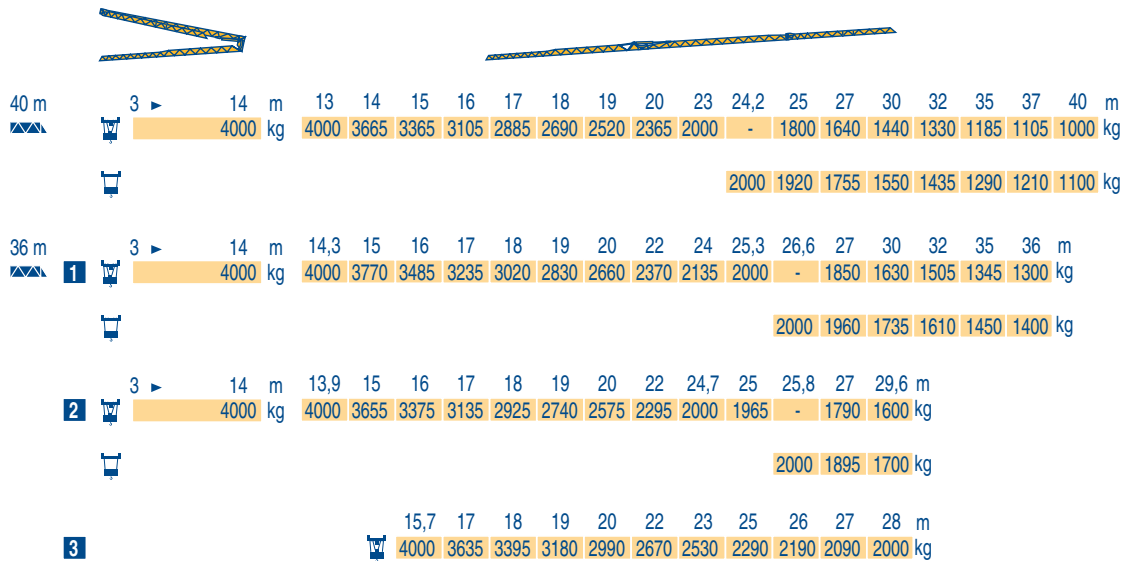 40 m 3 ► 14 m 13 14 15 16 17 18 19 20 23 24,2 25 27 30 32 35 37 40 m
4000 kg 4000 3665 3365 3105 2885 2690 2520 2365 2000 - 1800 1640 1440 1330 1185 1105 1000 kg
2000 1920 1755 1550 1435 1290 1210 1100 kg
36 m 3 ► 14 m 14,3 15 16 17 18 19 20 22 24 25,3 26,6 27 30 32 35 36 m
1 4000 kg 4000 3770 3485 3235 3020 2830 2660 2370 2135 2000 - 1850 1630 1505 1345 1300 kg
2000 1960 1735 1610 1450 1400 kg
3 ► 14 m 13,9 15 16 17 18 19 20 22 24,7 25 25,8 27 29,6 m
2 4000 kg 4000 3655 3375 3135 2925 2740 2575 2295 2000 1965 - 1790 1600 kg
2000 1895 1700 kg
15,7 17 18 19 20 22 23 25 26 27 28 m
3 4000 3635 3395 3180 2990 2670 2530 2290 2190 2090 2000 kg